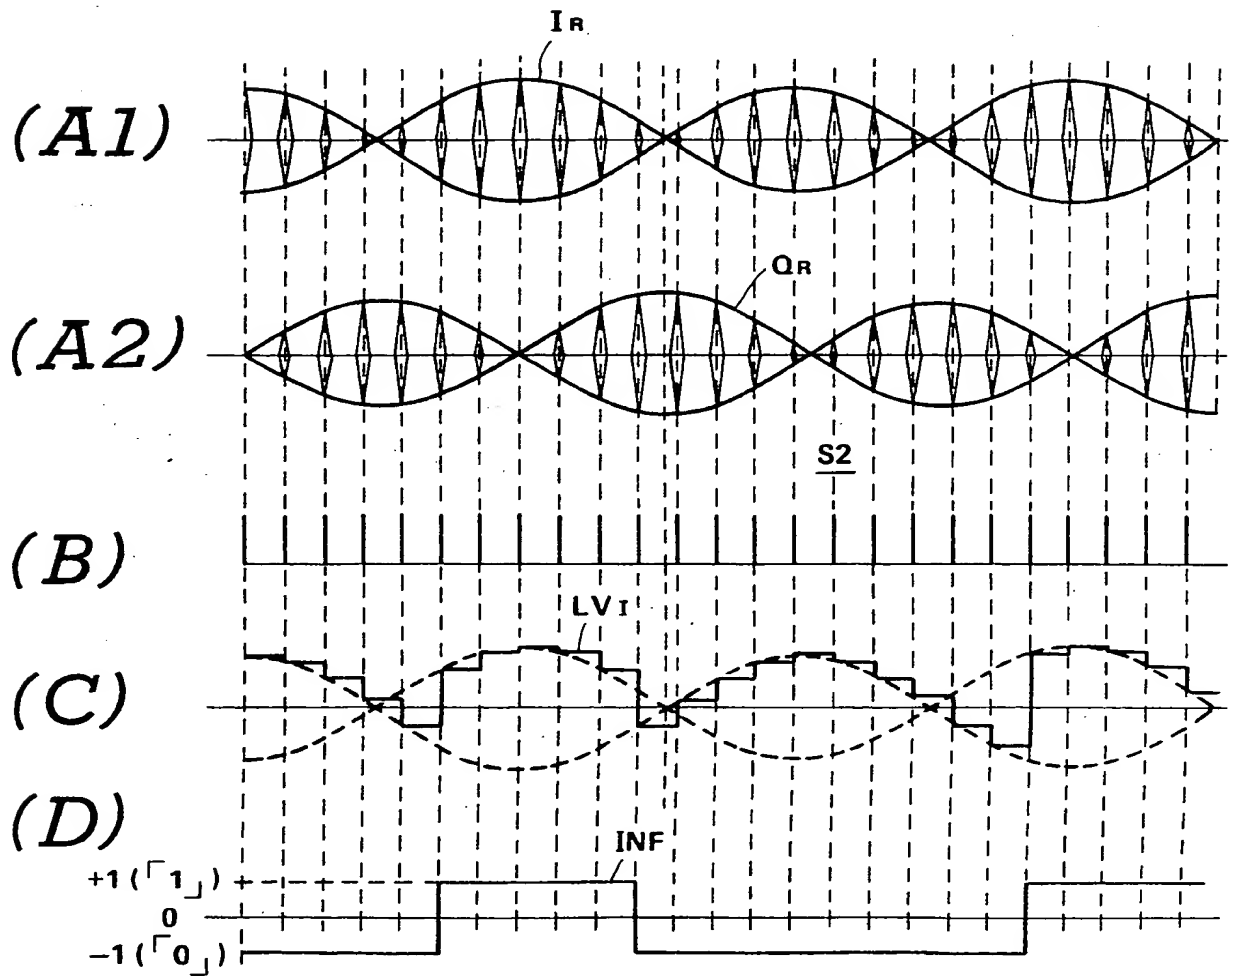 IR
(A1)
QR
(A2)
S2
(B)
LVI
(C)
(D)
INF
+1(「1」)
0
−1(「0」)